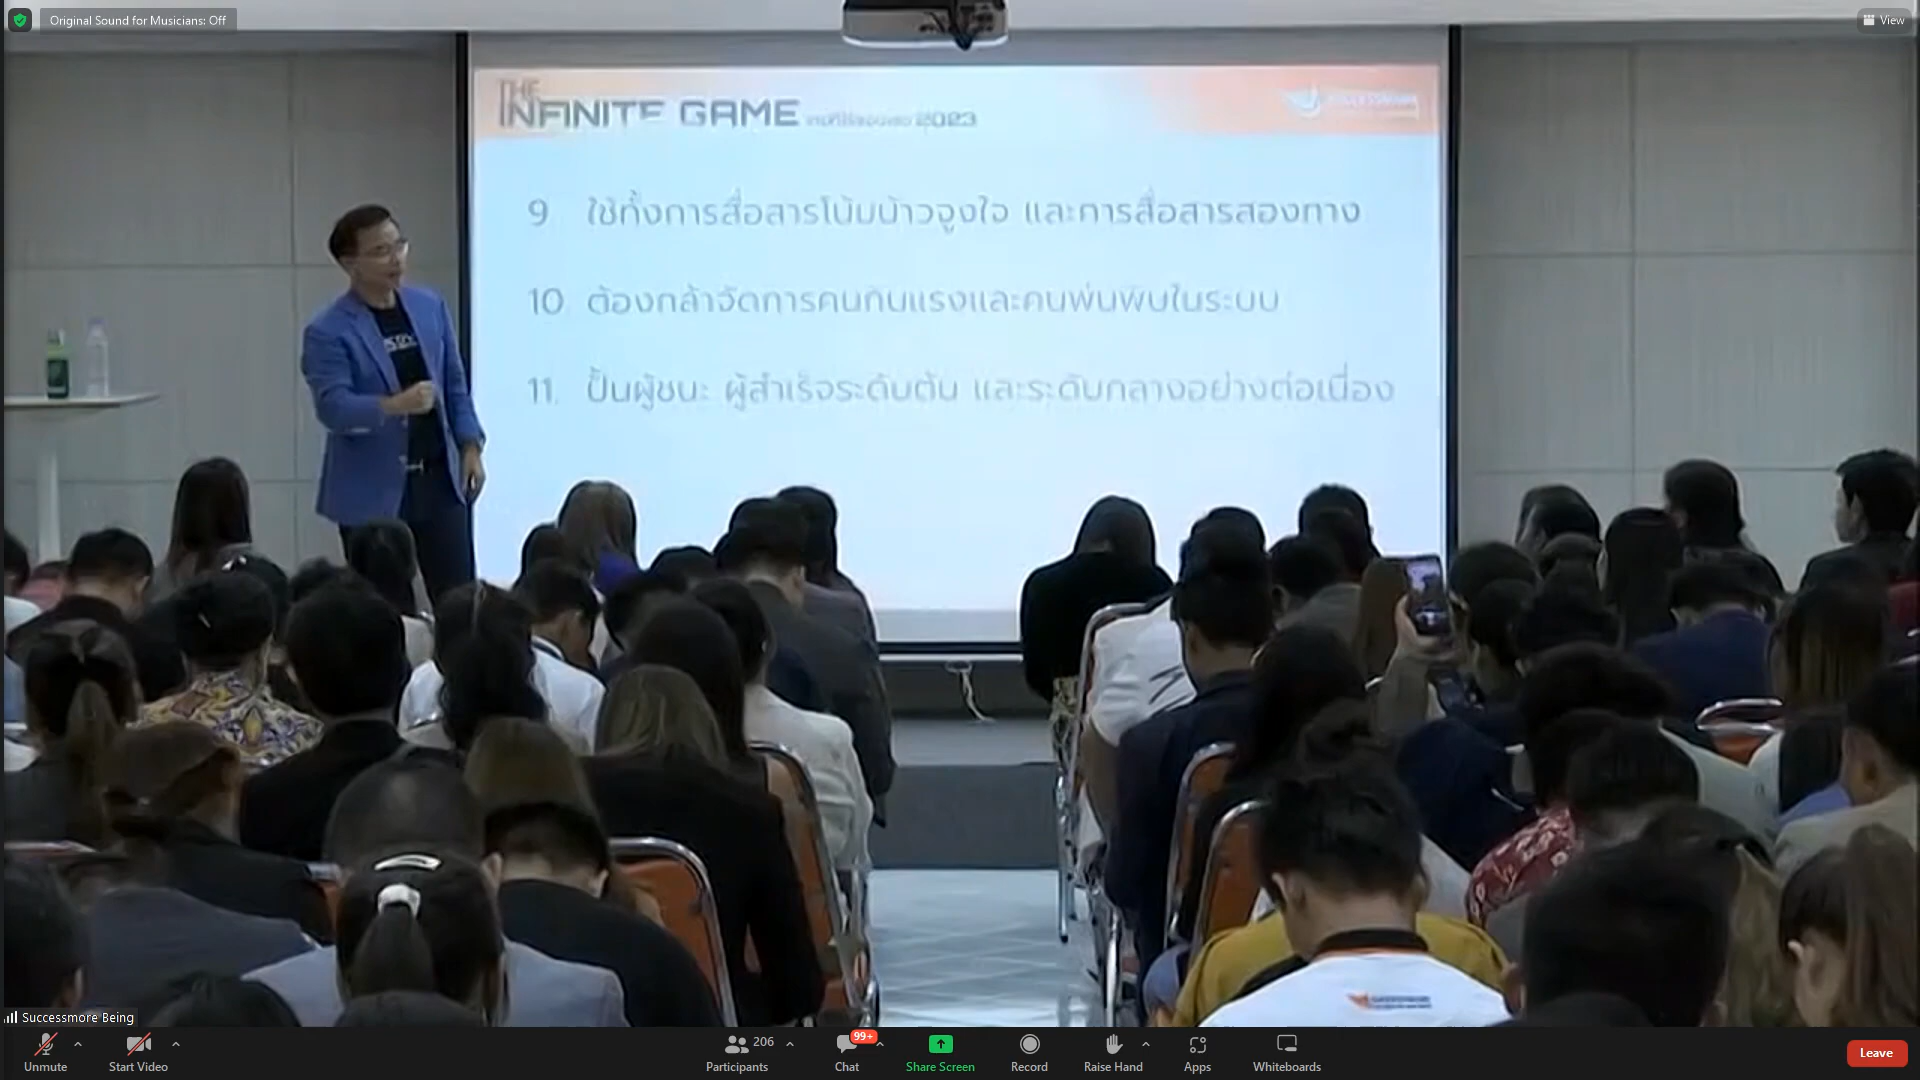 Original Sound for Musicians: Off
View
THE
INFINITE GAME 2023
SUCCESSMORE
9 ใช้ทั้งการสื่อสารโน้มน้าวจูงใจ และการสื่อสารสองทาง
10 ต้องกล้าจัดการคนกินแรงและคนพ่นพิษในระบบ
11. ปั้นผู้ชนะ ผู้สำเร็จระดับต้น และระดับกลางอย่างต่อเนื่อง
Successmore Being
206
99+
Unmute
Start Video
Participants
Chat
Share Screen
Record
Raise Hand
Apps
Whiteboards
Leave